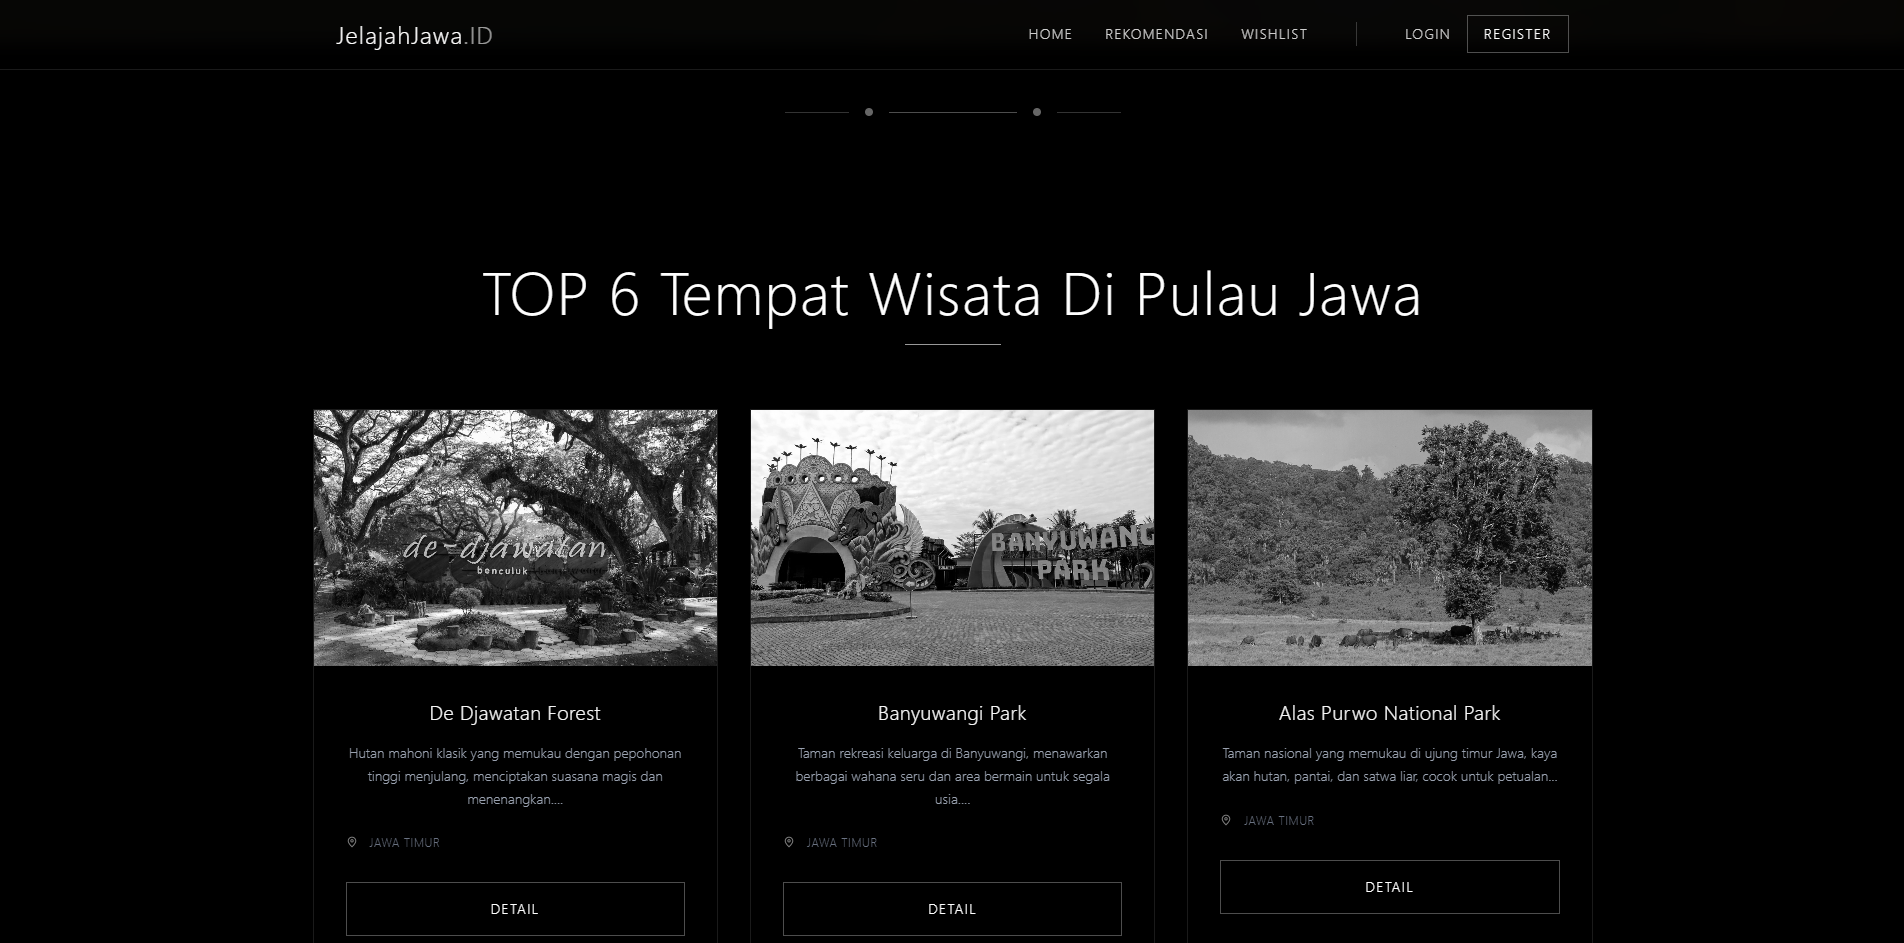 JelajahJawa.ID
HOME
REKOMENDASI
WISHLIST
LOGIN
REGISTER
TOP 6 Tempat Wisata Di Pulau Jawa
de-djawatan
benculuk
BANYUWANG
PARK
De Djawatan Forest
Hutan mahoni klasik yang memukau dengan pepohonan
tinggi menjulang, menciptakan suasana magis dan
menenangkan....
JAWA TIMUR
DETAIL
Banyuwangi Park
Taman rekreasi keluarga di Banyuwangi, menawarkan
berbagai wahana seru dan area bermain untuk segala
usia....
JAWA TIMUR
DETAIL
Alas Purwo National Park
Taman nasional yang memukau di ujung timur Jawa, kaya
akan hutan, pantai, dan satwa liar, cocok untuk petualan...
JAWA TIMUR
DETAIL